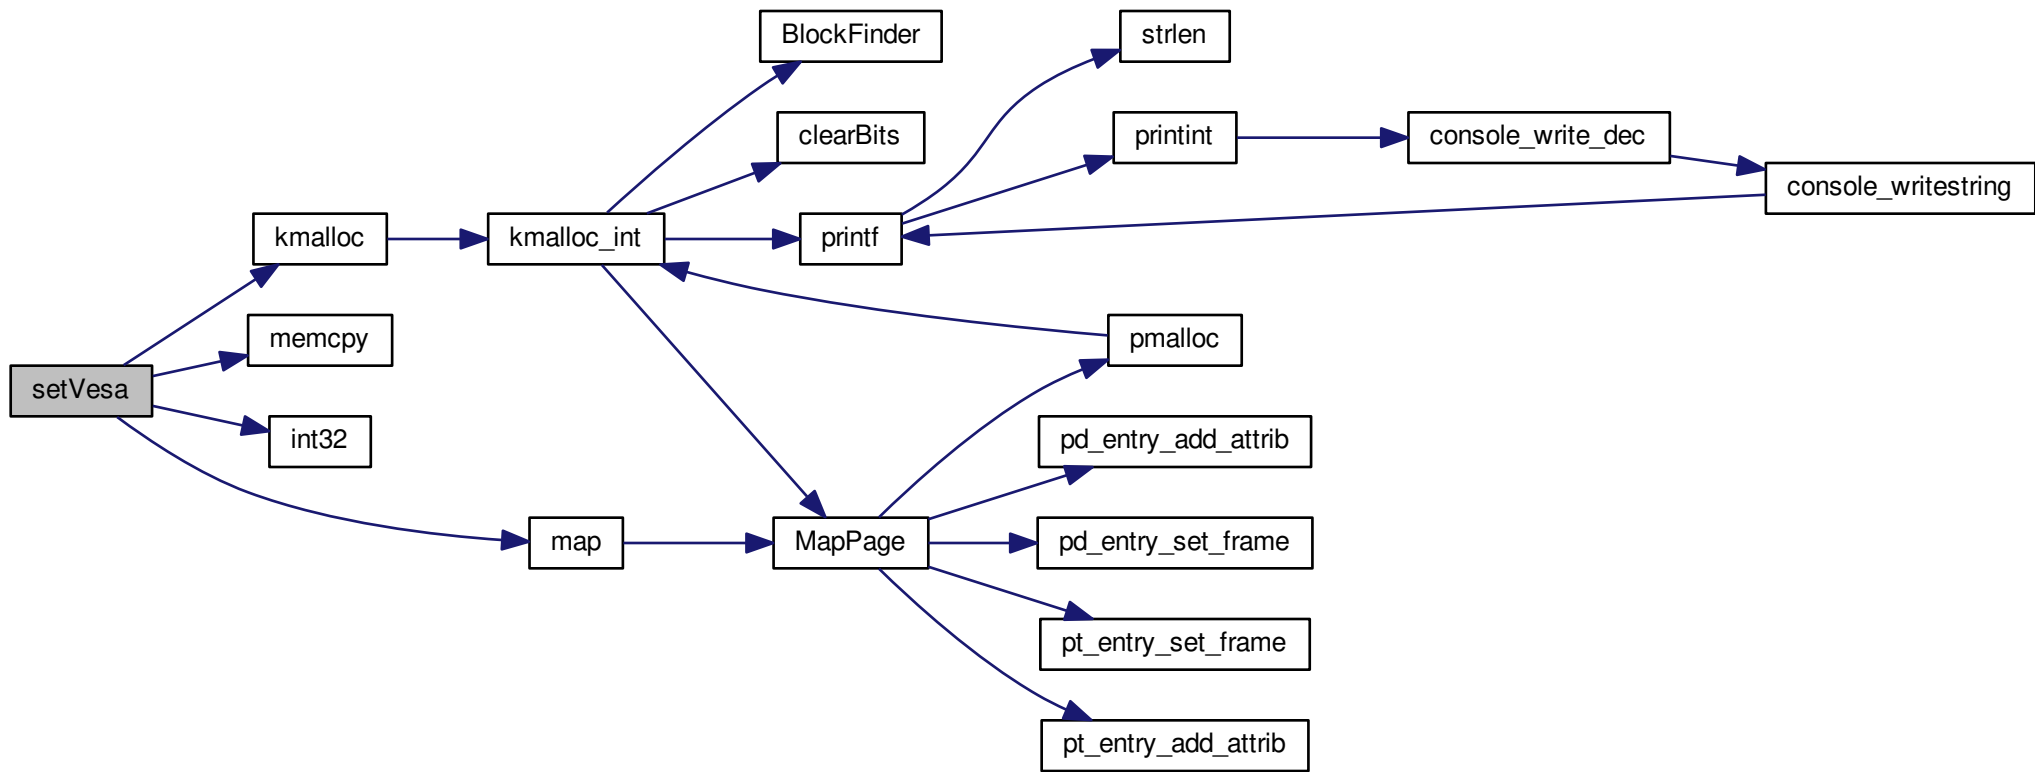 BlockFinder
strlen
clearBits
printint
console_write_dec
console_writestring
kmalloc
kmalloc_int
printf
memcpy
pmalloc
setVesa
int32
pd_entry_add_attrib
map
MapPage
pd_entry_set_frame
pt_entry_set_frame
pt_entry_add_attrib